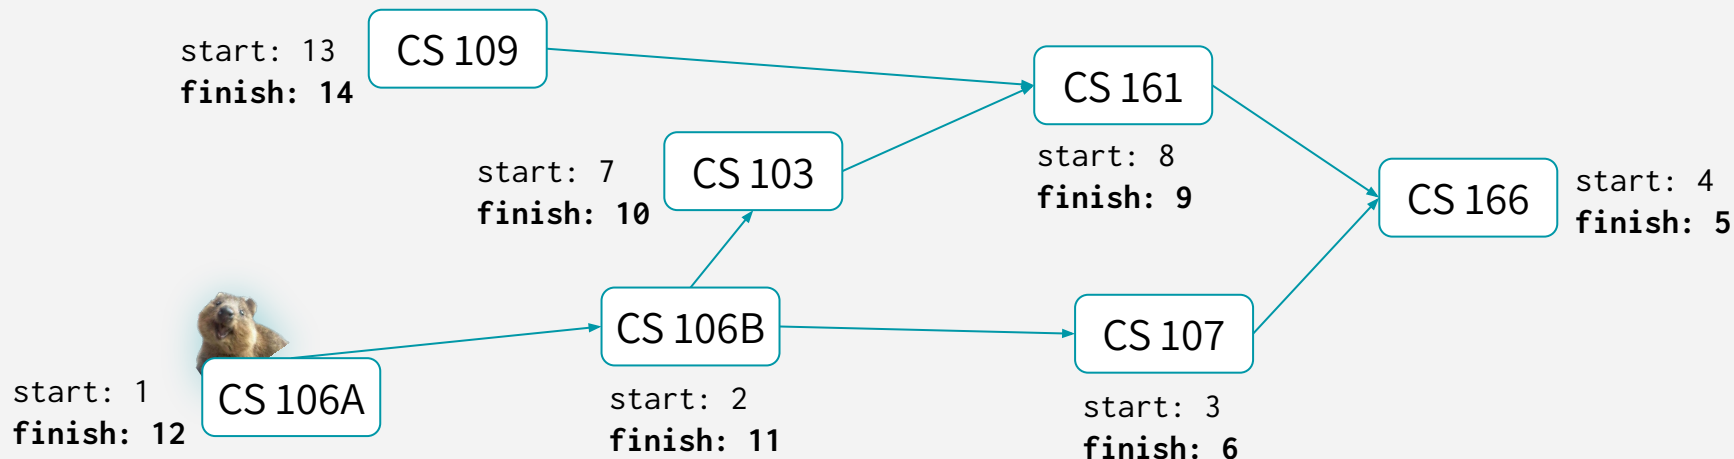 start: 13
finish: 14
CS 109
CS 161
start: 8
finish: 9
start: 7
finish: 10
CS 103
CS 166
start: 4
finish: 5
CS 106B
start: 2
finish: 11
CS 107
start: 3
finish: 6
start: 1
finish: 12
CS 106A